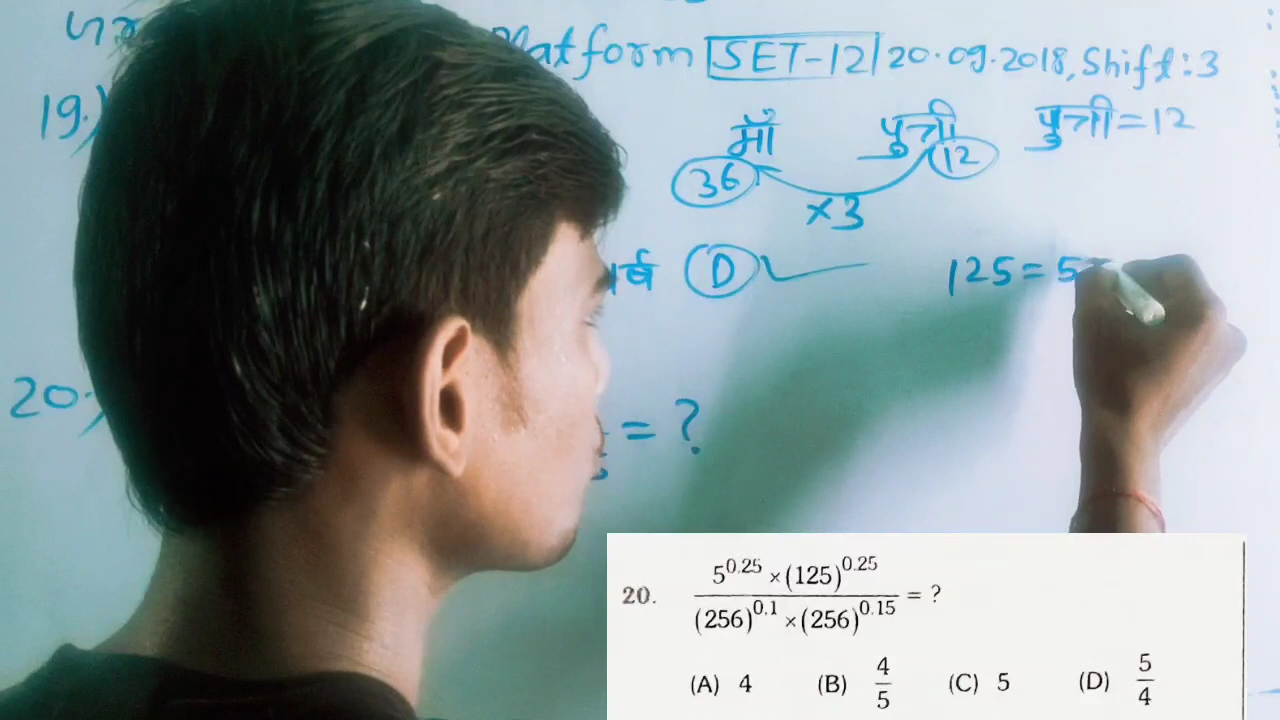 Platform SET-12 20.09.2018, Shift:3
19.)
माँ पुत्री पुत्री=12
36 12
×3
D
125=5
20.
= ?
20. 5^0.25 ×(125)^0.25 / (256)^0.1 ×(256)^0.15 = ?
(A) 4 (B) 4/5 (C) 5 (D) 5/4